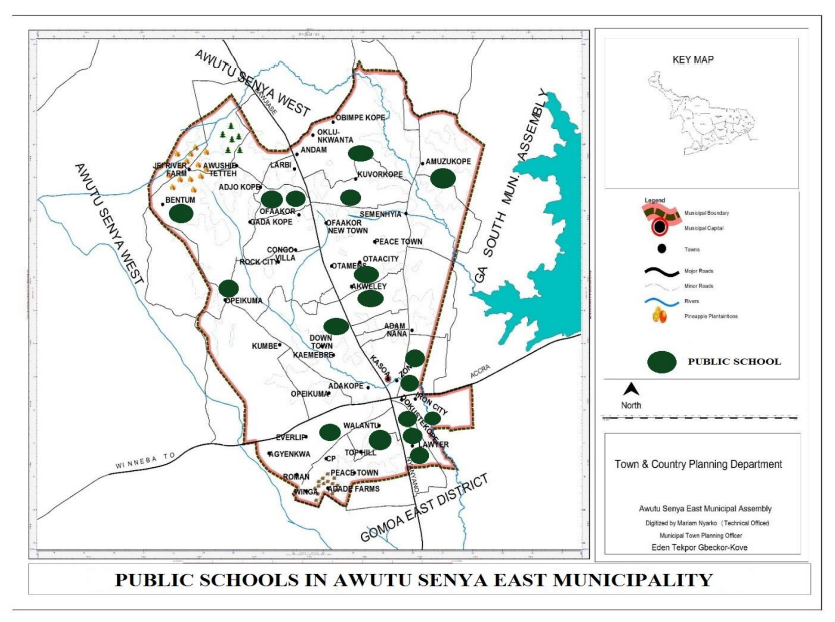 AWUTU SENYA WEST
OBIMPE KOPE
OKLU-
NKWANTA
ANDAM
LARBI
AWUSHIE
TETTEH
JEI RIVER
FARM
ADJO KOPE
KUVORKOPE
AMUZUKOPE
BENTUM
AWUTU SENYA WEST
OFAAKOR
GADA KOPE
OFAAKOR
NEW TOWN
SEMENHYIA
PEACE TOWN
CONGO
VILLA
ROCK CITY
OTAACITY
OTAMENS
AKWELEY
OPEIKUMA
GA SOUTH MUN. ASSEMBLY
ADAM
NANA
DOWN
TOWN
KUMBE
KAEMEBRE
KASOA
ZON
ADAKOPE
OPEIKUMA
ACCRA
IRON CITY
WALANTU
EVERLIP
LAWYER
AGYENKWA
CP
TOP HILL
ROMAN
PEACE TOWN
WINGA
ADADE FARMS
WINNEBA TO
GOMOA EAST DISTRICT
KEY MAP
Legend
Municipal Boundary
Municipal Capital
Towns
Major Roads
Minor Roads
Rivers
Pineapple Plantaintions
PUBLIC SCHOOL
North
Town & Country Planning Department
Awutu Senya East Municipal Assembly
Digitized by Mariam Nyarko (Technical Officer)
Municipal Town Planning Officer
Eden Tekpor Gbeckor-Kove
PUBLIC SCHOOLS IN AWUTU SENYA EAST MUNICIPALITY